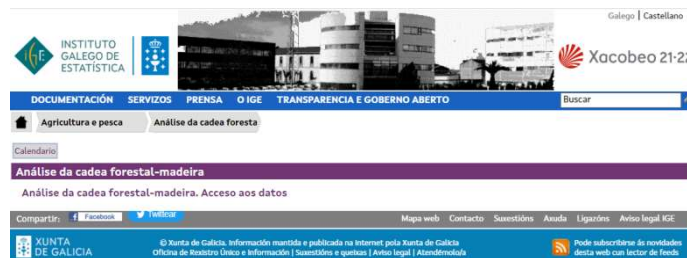 Galego | Castellano
INSTITUTO
GALEGO DE
ESTATÍSTICA
Xacobeo 21·22
DOCUMENTACIÓN SERVIZOS PRENSA O IGE TRANSPARENCIA E GOBERNO ABERTO
Buscar
Agricultura e pesca Análise da cadea foresta
Calendario
Análise da cadea forestal-madeira
Análise da cadea forestal-madeira. Acceso aos datos
Compartir: Facebook Twittear Mapa web Contacto Suxestións Axuda Ligazóns Aviso legal IGE
XUNTA
DE GALICIA
© Xunta de Galicia. Información mantida e publicada na internet pola Xunta de Galicia
Oficina de Rexistro Único e Información | Suxestións e queixas | Aviso legal | Atendémolo/a
Pode subscribirse ás novidades
desta web cun lector de feeds